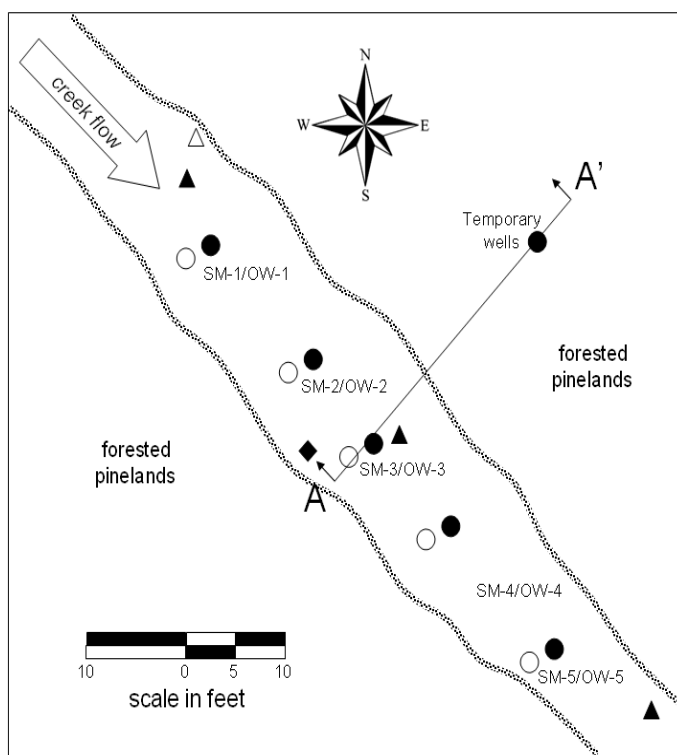 N
creek flow
W
E
S
A'
Temporary
wells
SM-1/OW-1
forested
pinelands
SM-2/OW-2
forested
pinelands
SM-3/OW-3
A
SM-4/OW-4
SM-5/OW-5
10 0 5 10
scale in feet